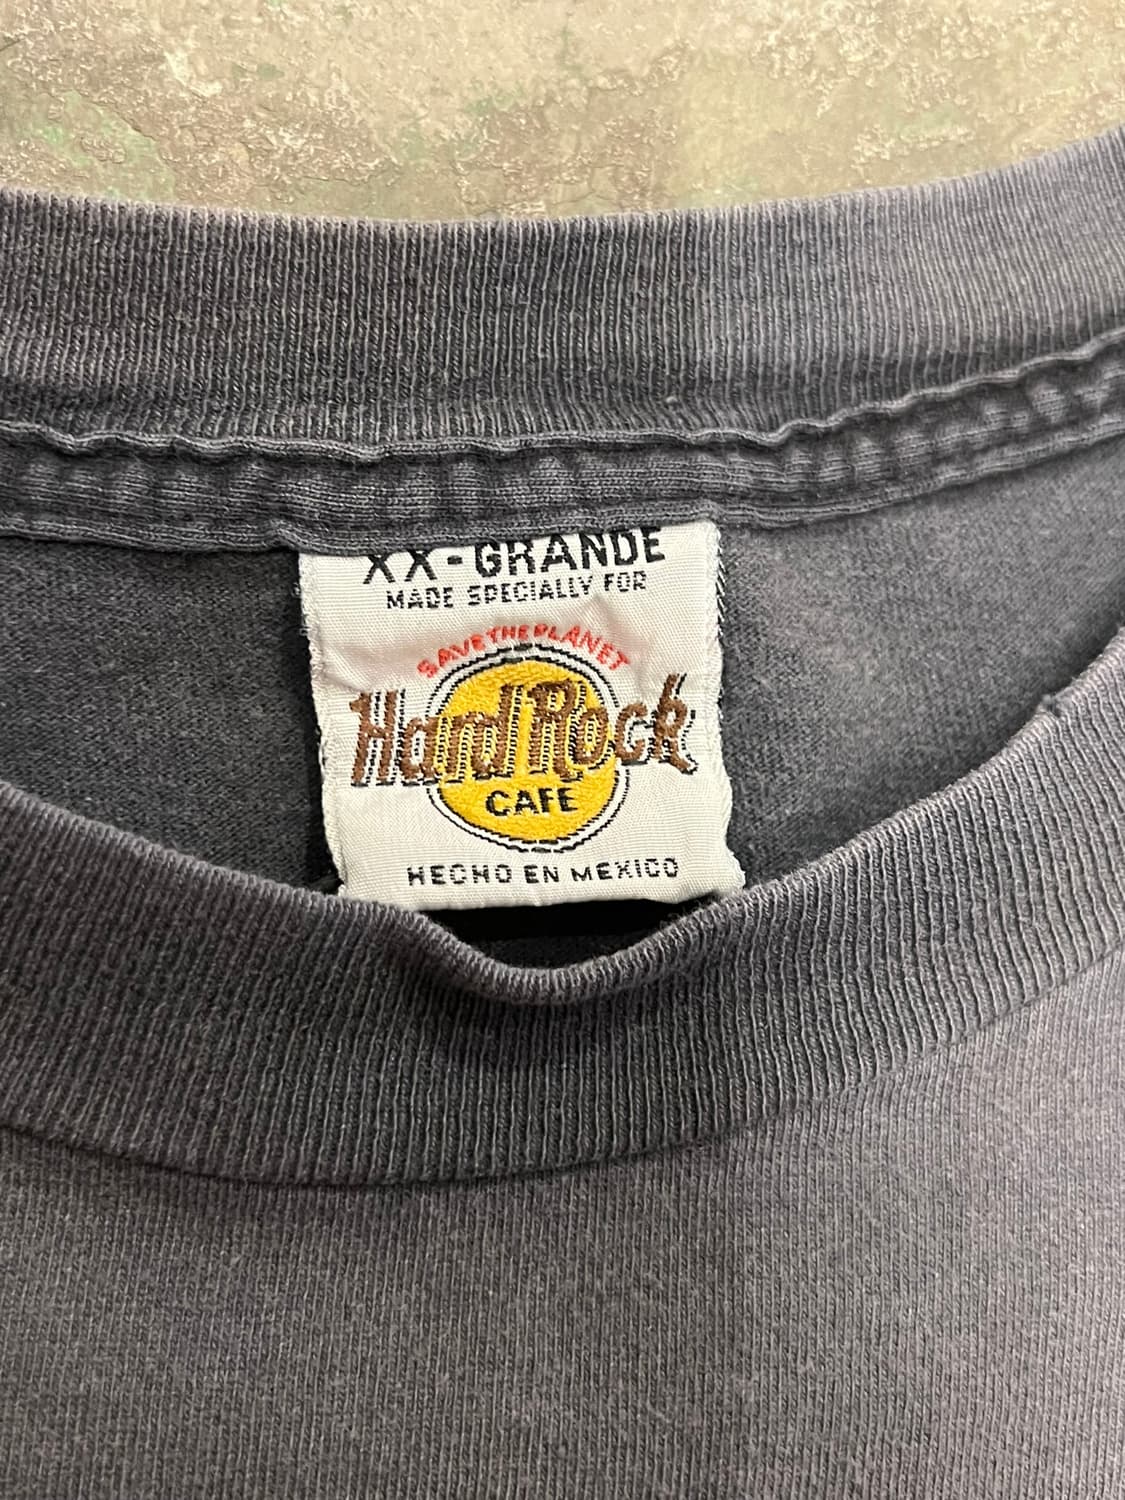 XX-GRANDE
MADE SPECIALLY FOR
SAVE THE PLANET
Hard Rock
CAFE
HECHO EN MEXICO